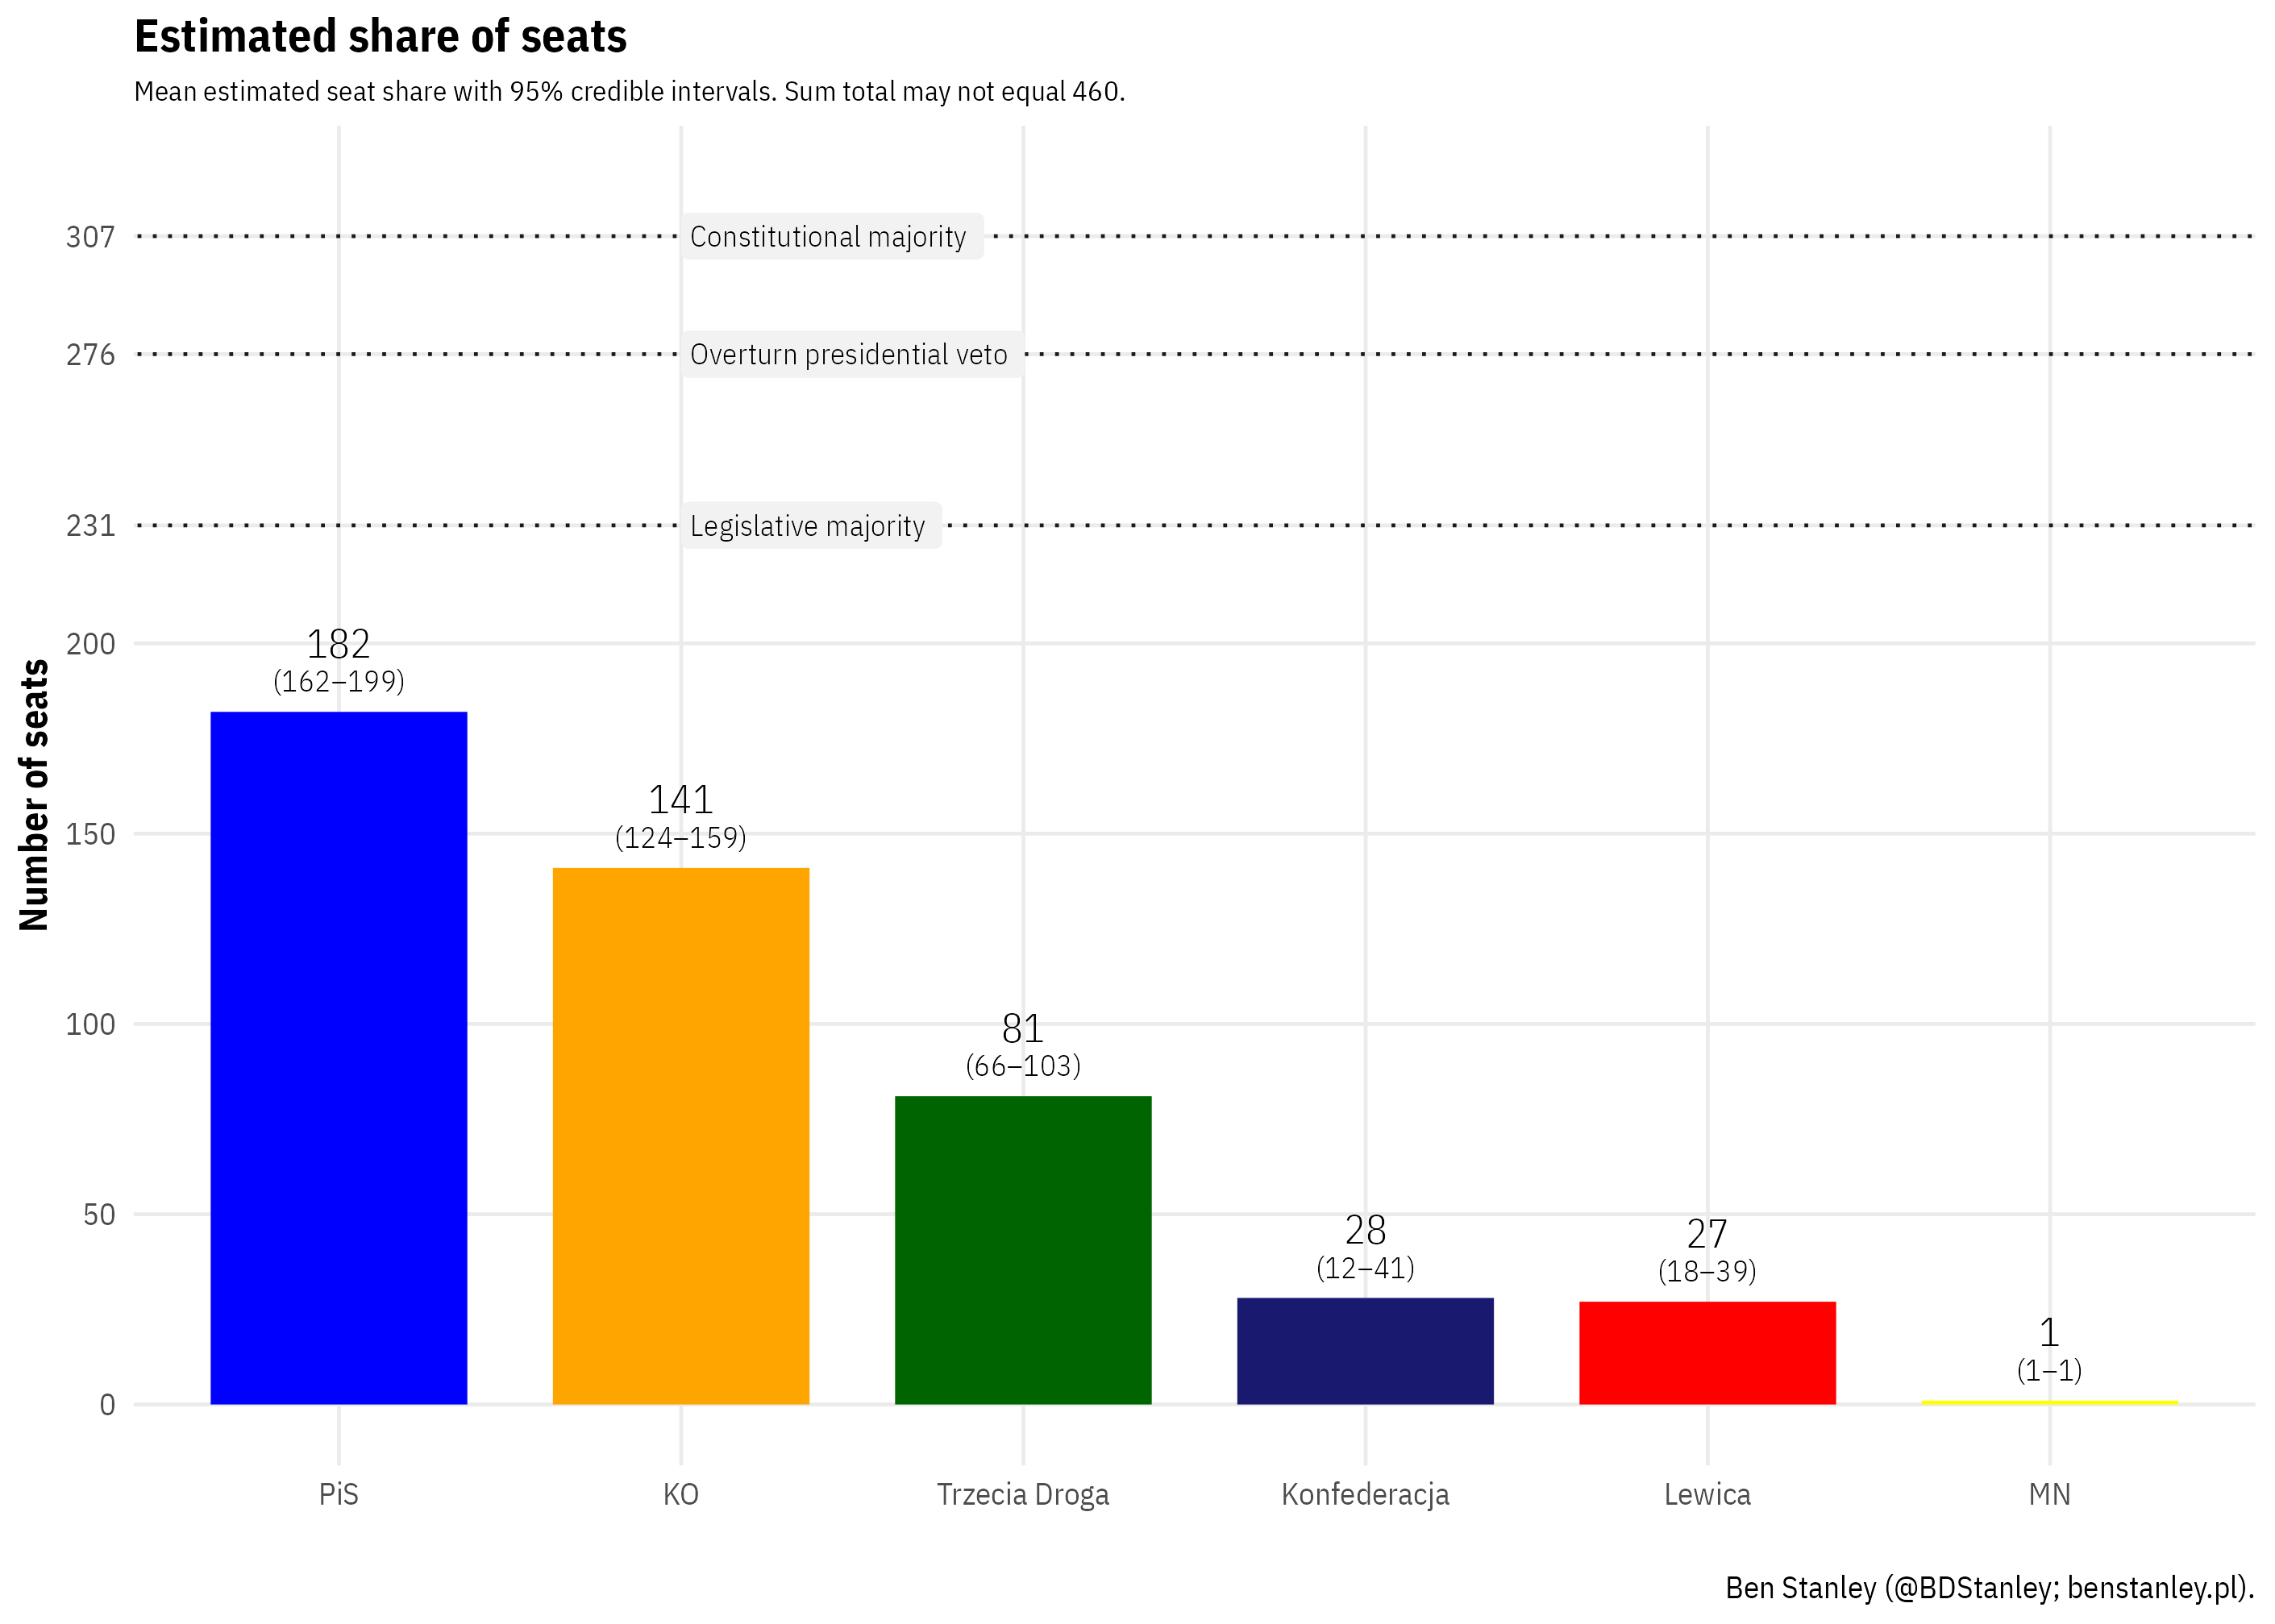 Estimated share of seats
Mean estimated seat share with 95% credible intervals. Sum total may not equal 460.
Number of seats
307
Constitutional majority
276
Overturn presidential veto
231
Legislative majority
200
150
100
50
0
182
(162–199)
141
(124–159)
81
(66–103)
28
(12–41)
27
(18–39)
1
(1–1)
PiS
KO
Trzecia Droga
Konfederacja
Lewica
MN
Ben Stanley (@BDStanley; benstanley.pl).